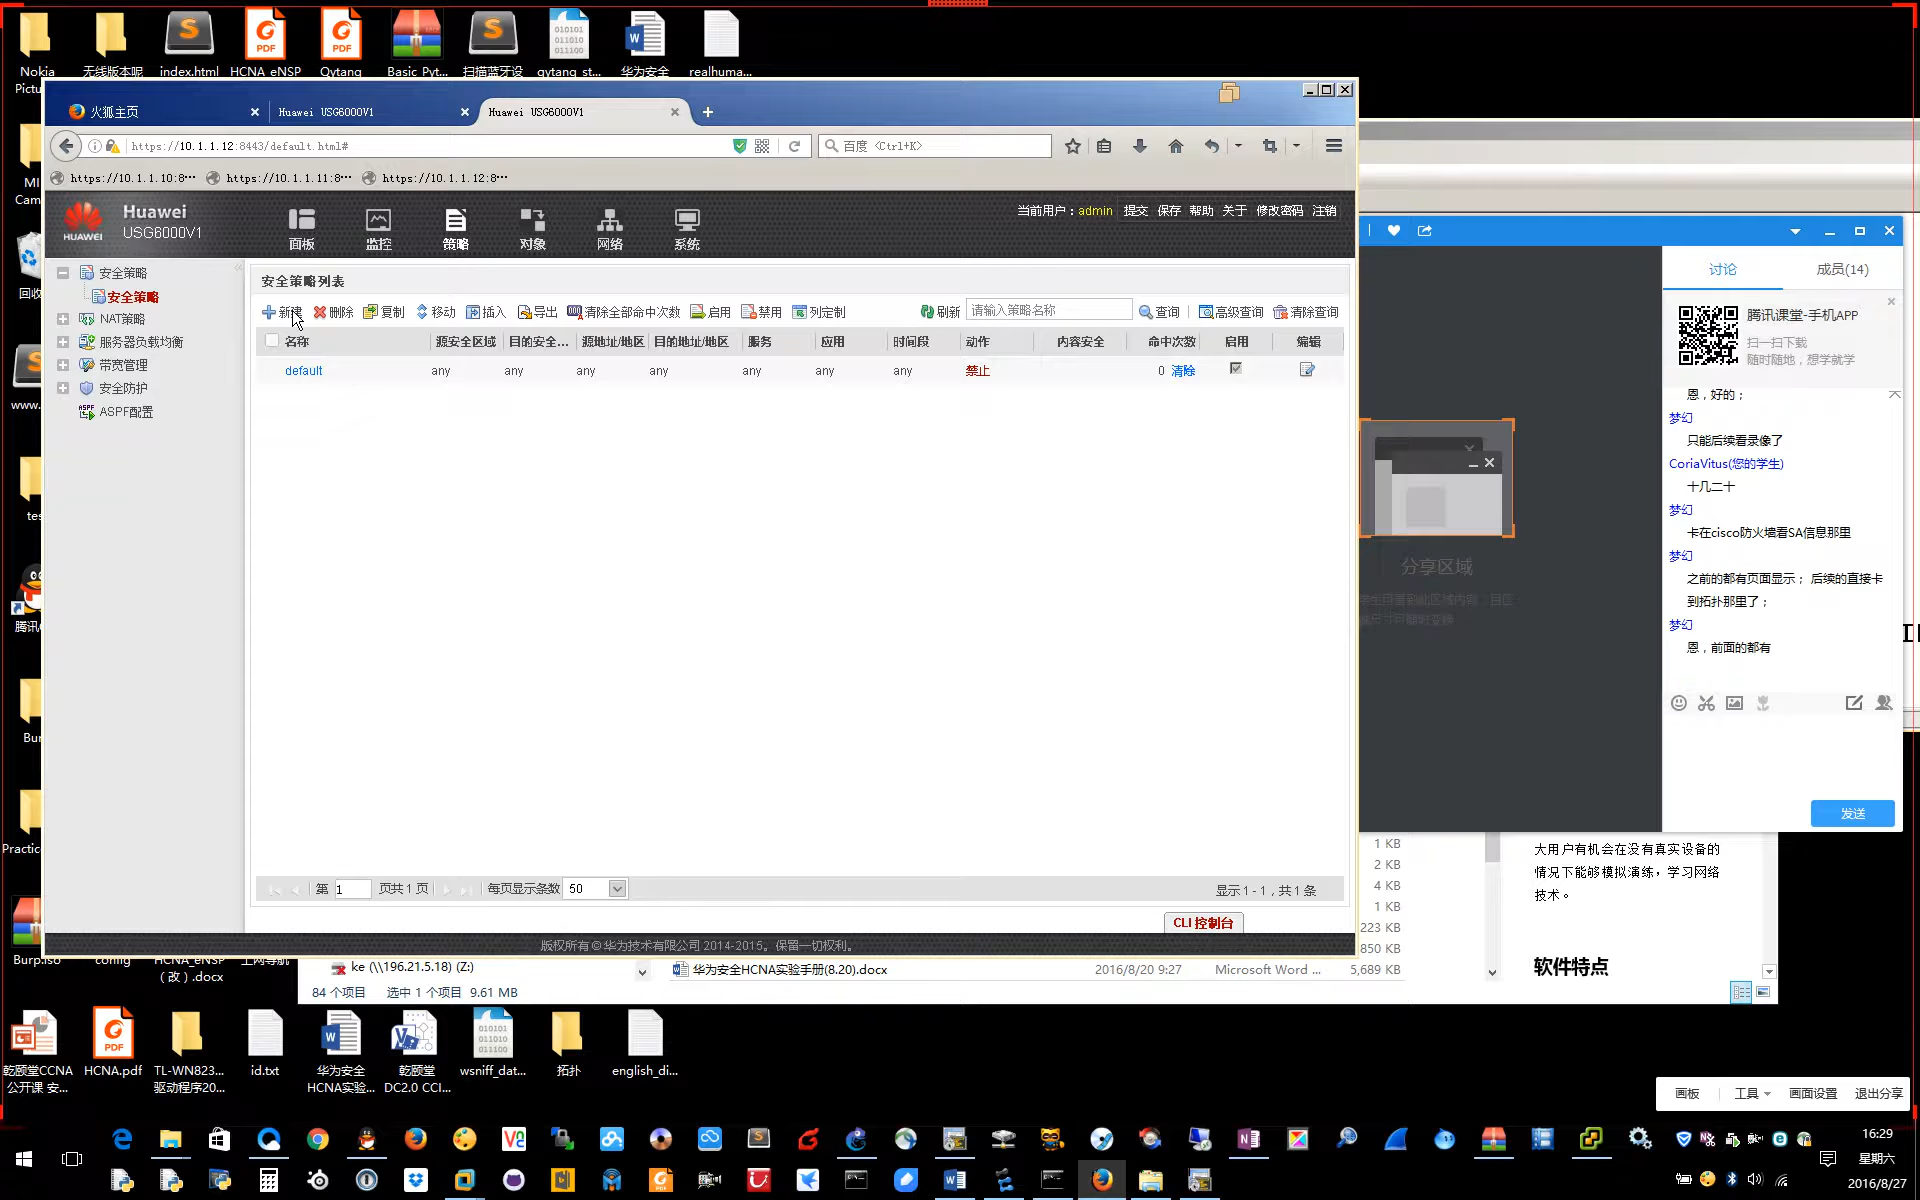 Nokia
Pictu
无线版本呢
index.html
HCNA_eNSP
Qytang
Basic_Pyt...
扫描蓝牙设
qytang_st...
华为安全
realhuma...
火狐主页
Huawei USG6000V1
Huawei USG6000V1
https://10.1.1.12:8443/default.html#
百度 <Ctrl+K>
https://10.1.1.10:8···
https://10.1.1.11:8···
https://10.1.1.12:8···
HUAWEI
Huawei
USG6000V1
面板
监控
策略
对象
网络
系统
当前用户：admin
提交
保存
帮助
关于
修改密码
注销
安全策略
安全策略
NAT策略
服务器负载均衡
带宽管理
安全防护
ASPF配置
安全策略列表
新建
删除
复制
移动
插入
导出
清除全部命中次数
启用
禁用
列定制
刷新
请输入策略名称
查询
高级查询
清除查询
名称
源安全区域
目的安全...
源地址/地区
目的地址/地区
服务
应用
时间段
动作
内容安全
命中次数
启用
编辑
default
any
any
any
any
any
any
any
禁止
0 清除
第 1 页共 1 页
每页显示条数 50
显示 1 - 1，共 1 条
CLI 控制台
版权所有©华为技术有限公司 2014-2015。保留一切权利。
讨论
成员(14)
腾讯课堂-手机APP
扫一扫下载
随时随地，想学就学
恩，好的；
梦幻
只能后续看录像了
CoriaVitus(您的学生)
十几二十
梦幻
卡在cisco防火墙看SA信息那里
梦幻
之前的都有页面显示； 后续的直接卡
到拓扑那里了；
梦幻
恩，前面的都有
发送
分享区域
MI
Cam
回收
www.
tes
腾讯
Bur
Practic
Burp.iso
config
HCNA_eNSP
（改）.docx
上网导航
1 KB
2 KB
4 KB
1 KB
223 KB
850 KB
ke (\\196.21.5.18) (Z:)
华为安全HCNA实验手册(8.20).docx
2016/8/20 9:27
Microsoft Word ...
5,689 KB
84 个项目
选中 1 个项目 9.61 MB
大用户有机会在没有真实设备的
情况下能够模拟演练，学习网络
技术。
软件特点
乾颐堂CCNA
公开课 安...
HCNA.pdf
TL-WN823...
驱动程序20...
id.txt
华为安全
HCNA实验...
乾颐堂
DC2.0 CCI...
wsniff_dat...
拓扑
english_di...
画板
工具
画面设置
退出分享
16:29
星期六
2016/8/27